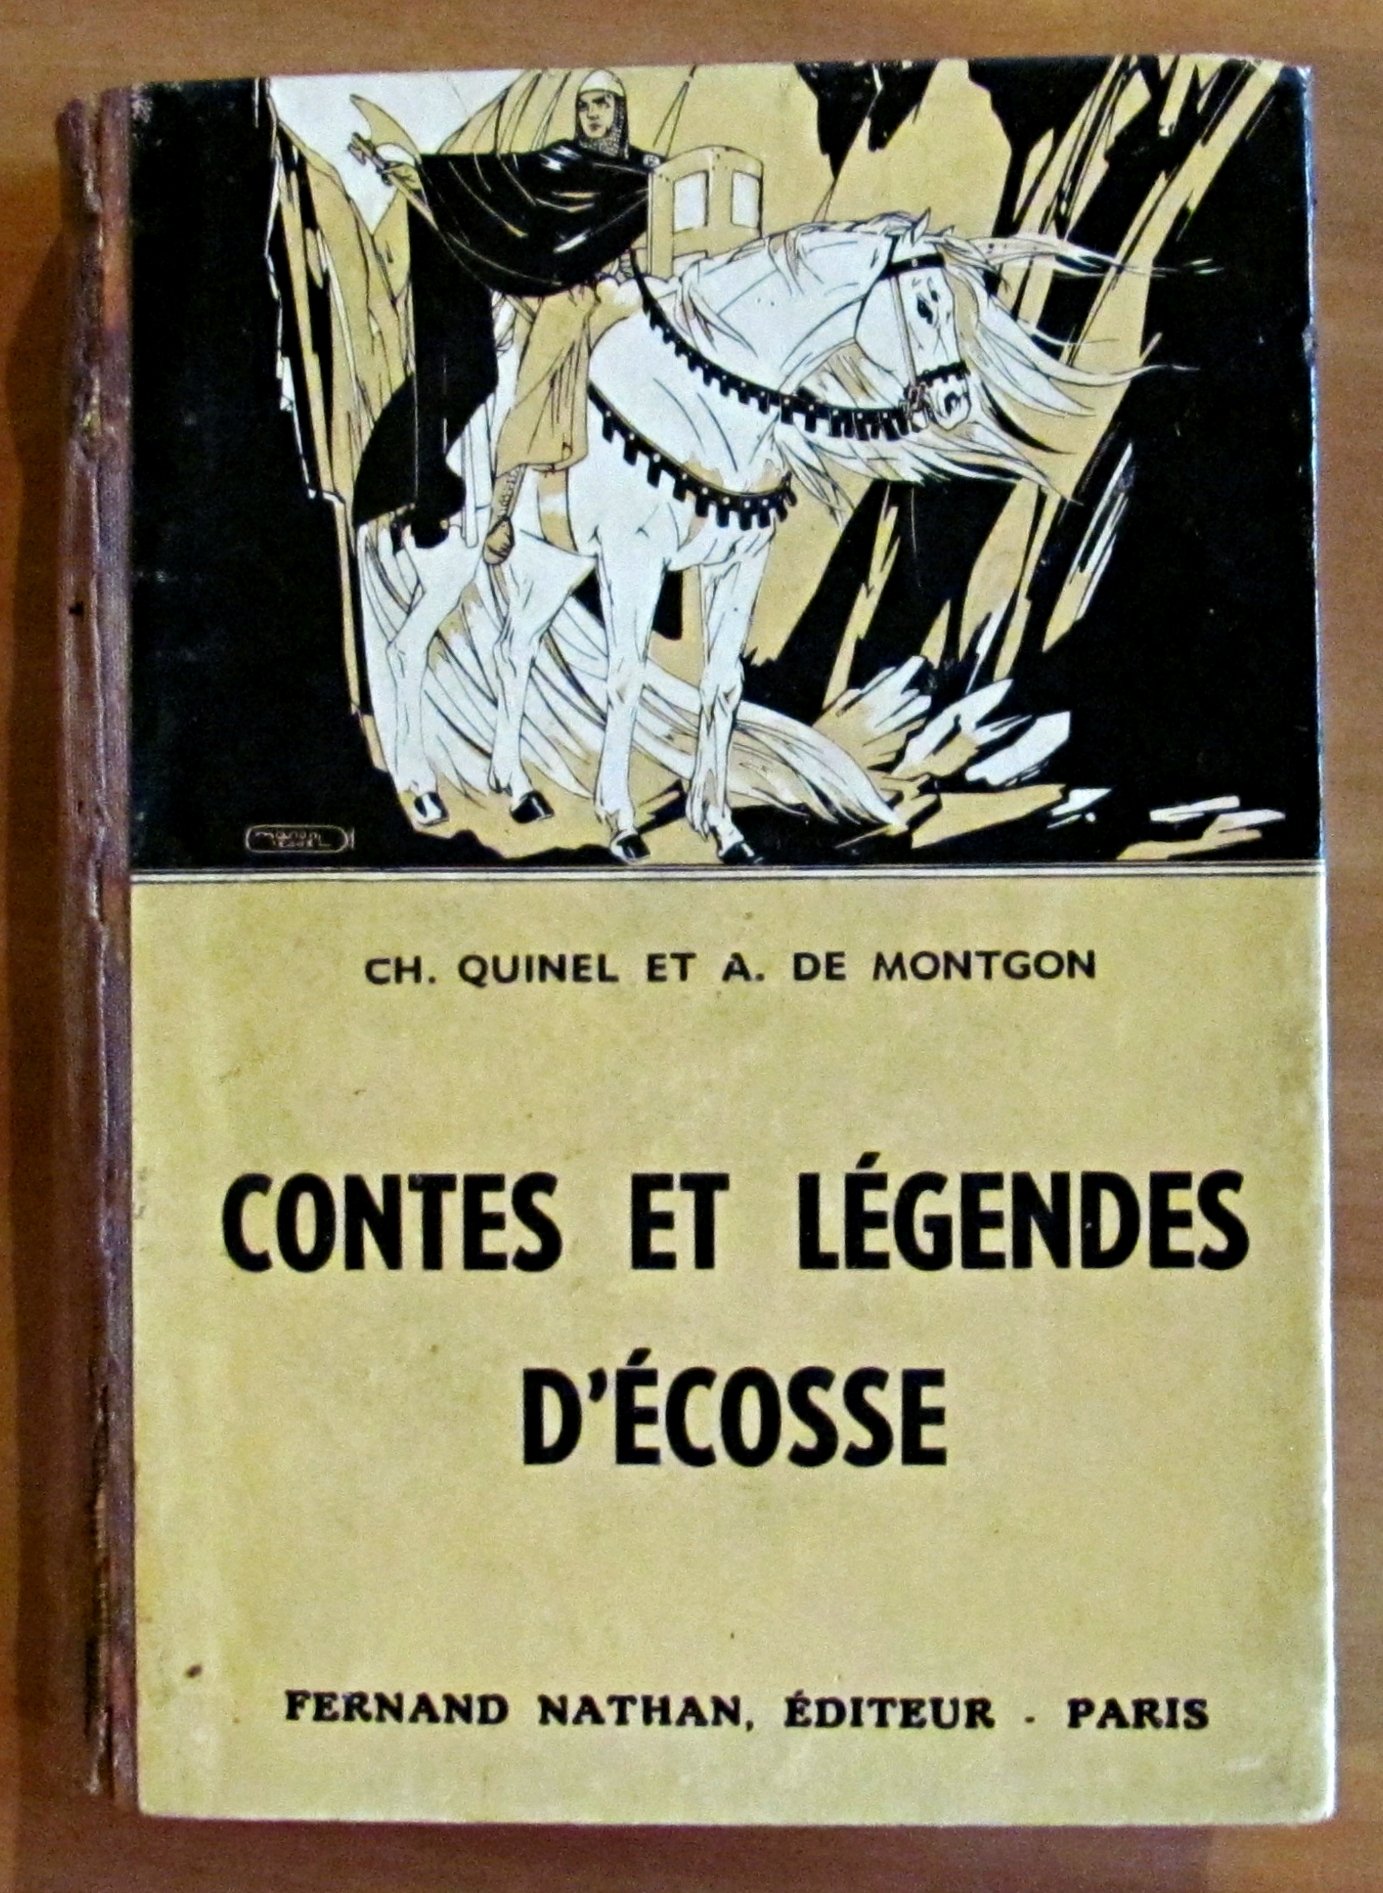 CH. QUINEL ET A. DE MONTGON
CONTES ET LÉGENDES
D'ÉCOSSE
FERNAND NATHAN, ÉDITEUR - PARIS